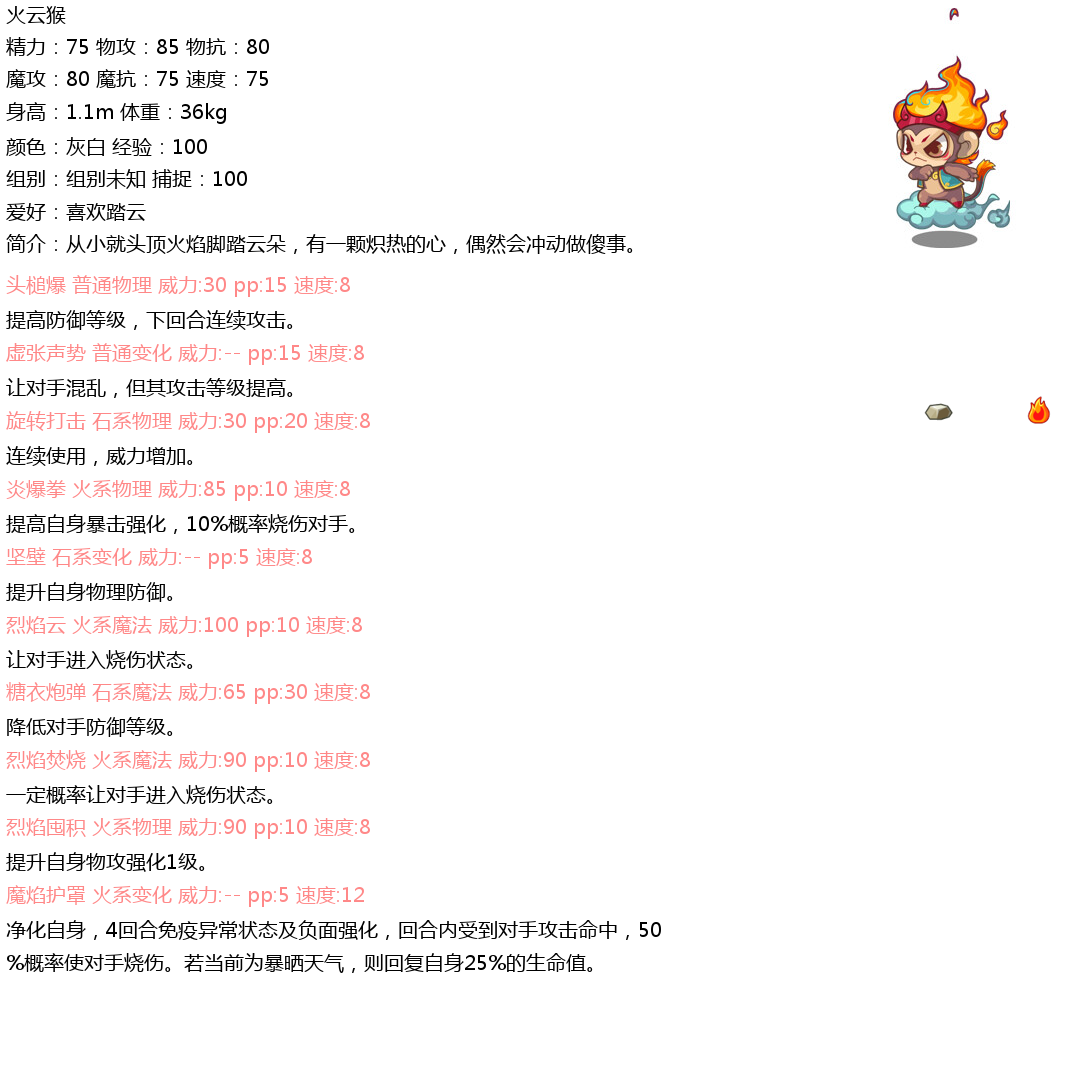 火云猴
精力：75 物攻：85 物抗：80
魔攻：80 魔抗：75 速度：75
身高：1.1m 体重：36kg
颜色：灰白 经验：100
组别：组别未知 捕捉：100
爱好：喜欢踏云
简介：从小就头顶火焰脚踏云朵，有一颗炽热的心，偶然会冲动做傻事。
头槌爆 普通物理 威力:30 pp:15 速度:8
提高防御等级，下回合连续攻击。
虚张声势 普通变化 威力:-- pp:15 速度:8
让对手混乱，但其攻击等级提高。
旋转打击 石系物理 威力:30 pp:20 速度:8
连续使用，威力增加。
炎爆拳 火系物理 威力:85 pp:10 速度:8
提高自身暴击强化，10%概率烧伤对手。
坚壁 石系变化 威力:-- pp:5 速度:8
提升自身物理防御。
烈焰云 火系魔法 威力:100 pp:10 速度:8
让对手进入烧伤状态。
糖衣炮弹 石系魔法 威力:65 pp:30 速度:8
降低对手防御等级。
烈焰焚烧 火系魔法 威力:90 pp:10 速度:8
一定概率让对手进入烧伤状态。
烈焰囤积 火系物理 威力:90 pp:10 速度:8
提升自身物攻强化1级。
魔焰护罩 火系变化 威力:-- pp:5 速度:12
净化自身，4回合免疫异常状态及负面强化，回合内受到对手攻击命中，50
%概率使对手烧伤。若当前为暴晒天气，则回复自身25%的生命值。